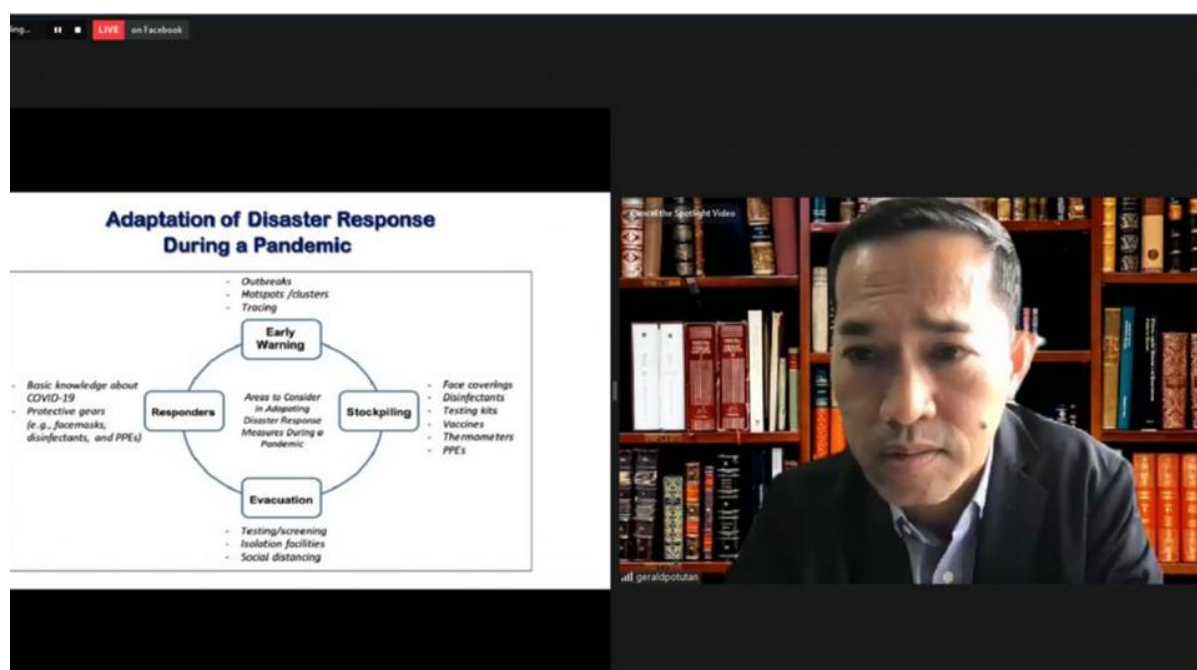 LIVE
on Facebook
Adaptation of Disaster Response
During a Pandemic
- Outbreaks
- Hotspots /clusters
- Tracing
Early
Warning
- Basic knowledge about
COVID-19
- Protective gears
(e.g., facemasks,
disinfectants, and PPEs)
Responders
Areas to Consider
in Adapating
Disaster Response
Measures During a
Pandemic
Stockpiling
- Face coverings
- Disinfectants
- Testing kits
- Vaccines
- Thermometers
- PPEs
Evacuation
- Testing/screening
- Isolation facilities
- Social distancing
Cancel the Spotlight Video
geraldpotutan